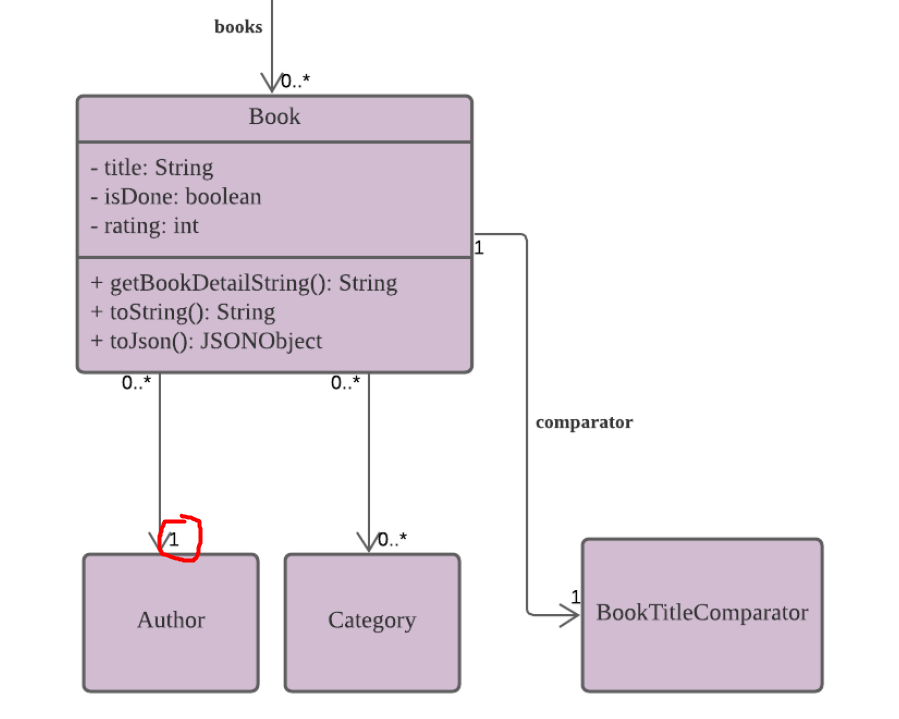 books
0..*
Book
- title: String
- isDone: boolean
- rating: int
1
+ getBookDetailString(): String
+ toString(): String
+ toJson(): JSONObject
0..*
0..*
comparator
1
0..*
1
Author
Category
BookTitleComparator